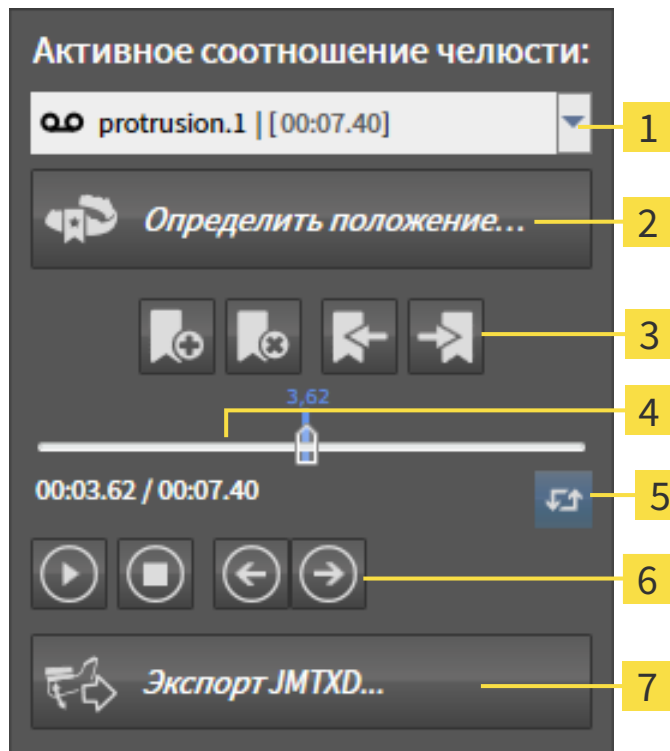 Активное соотношение челюсти:
protrusion.1 | [00:07.40]
1
Определить положение...
2
3
3,62
4
00:03.62 / 00:07.40
5
6
Экспорт JMTXD...
7